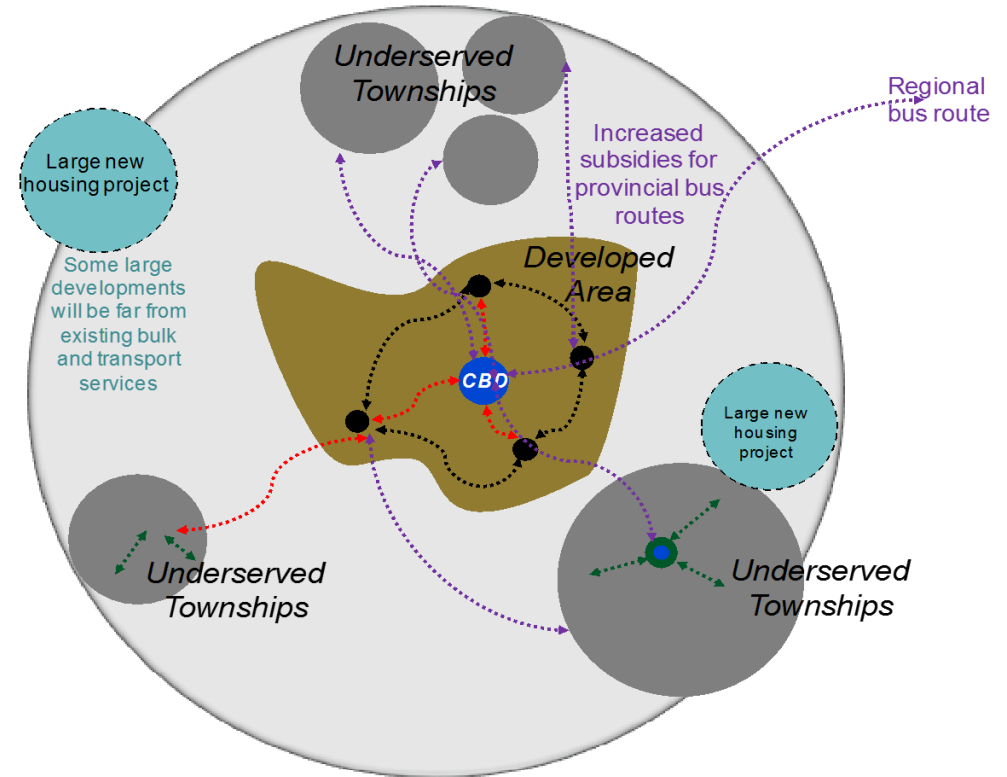 Underserved
Townships
Regional
bus route
Large new
housing project
Increased
subsidies for
provincial bus
routes
Some large
developments
will be far from
existing bulk
and transport
services
Developed
Area
CBD
Large new
housing
project
Underserved
Townships
Underserved
Townships